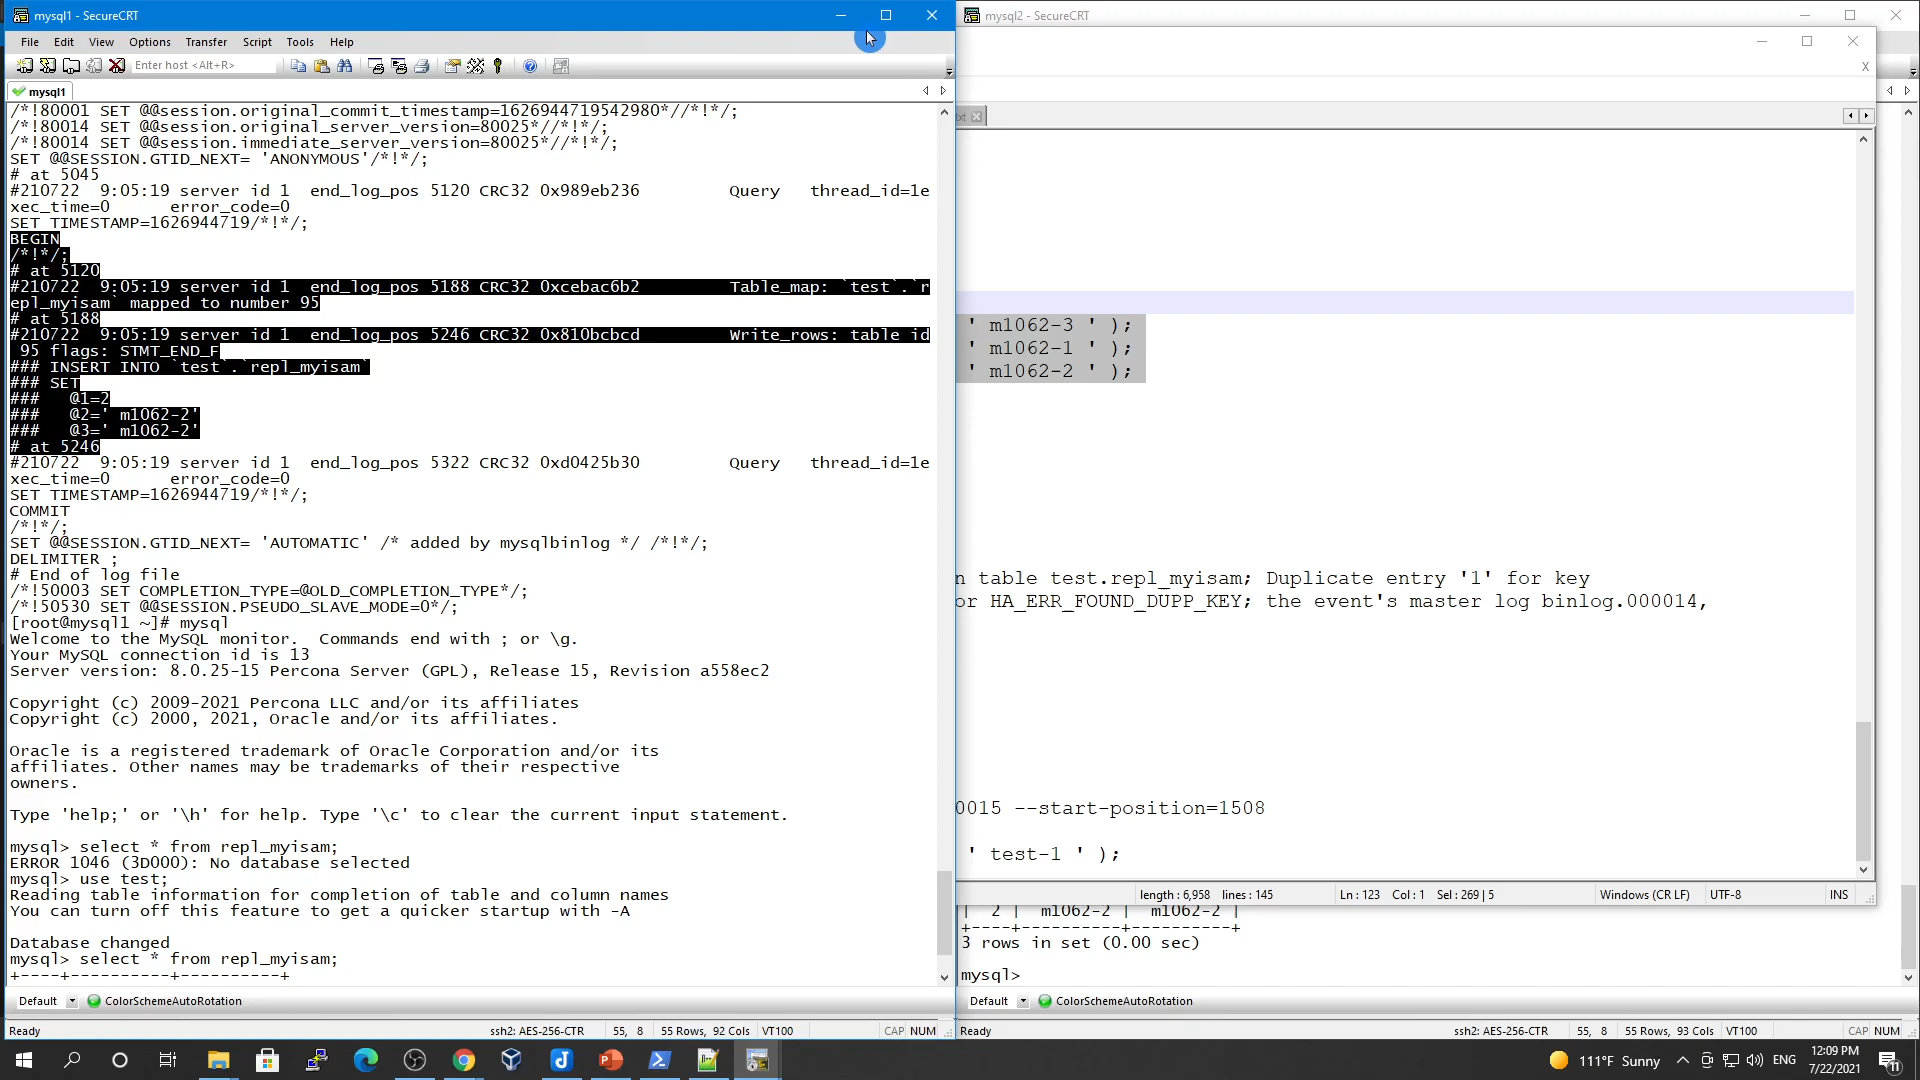 mysql1 - SecureCRT
File Edit View Options Transfer Script Tools Help
Enter host <Alt+R>
mysql1
/*!80001 SET @@session.original_commit_timestamp=1626944719542980*//*!*/;
/*!80014 SET @@session.original_server_version=80025*//*!*/;
/*!80014 SET @@session.immediate_server_version=80025*//*!*/;
SET @@SESSION.GTID_NEXT= 'ANONYMOUS'/*!*/;
# at 5045
#210722  9:05:19 server id 1  end_log_pos 5120 CRC32 0x989eb236         Query   thread_id=1e
xec_time=0      error_code=0
SET TIMESTAMP=1626944719/*!*/;
BEGIN
/*!*/;
# at 5120
#210722  9:05:19 server id 1  end_log_pos 5188 CRC32 0xcebac6b2         Table_map: `test`.`r
epl_myisam` mapped to number 95
# at 5188
#210722  9:05:19 server id 1  end_log_pos 5246 CRC32 0x810bcbcd         Write_rows: table id
 95 flags: STMT_END_F
### INSERT INTO `test`.`repl_myisam`
### SET
###   @1=2
###   @2=' m1062-2'
###   @3=' m1062-2'
# at 5246
#210722  9:05:19 server id 1  end_log_pos 5322 CRC32 0xd0425b30         Query   thread_id=1e
xec_time=0      error_code=0
SET TIMESTAMP=1626944719/*!*/;
COMMIT
/*!*/;
SET @@SESSION.GTID_NEXT= 'AUTOMATIC' /* added by mysqlbinlog */ /*!*/;
DELIMITER ;
# End of log file
/*!50003 SET COMPLETION_TYPE=@OLD_COMPLETION_TYPE*/;
/*!50530 SET @@SESSION.PSEUDO_SLAVE_MODE=0*/;
[root@mysql1 ~]# mysql
Welcome to the MySQL monitor.  Commands end with ; or \g.
Your MySQL connection id is 13
Server version: 8.0.25-15 Percona Server (GPL), Release 15, Revision a558ec2
Copyright (c) 2009-2021 Percona LLC and/or its affiliates
Copyright (c) 2000, 2021, Oracle and/or its affiliates.
Oracle is a registered trademark of Oracle Corporation and/or its
affiliates. Other names may be trademarks of their respective
owners.
Type 'help;' or '\h' for help. Type '\c' to clear the current input statement.
mysql> select * from repl_myisam;
ERROR 1046 (3D000): No database selected
mysql> use test;
Reading table information for completion of table and column names
You can turn off this feature to get a quicker startup with -A
Database changed
mysql> select * from repl_myisam;
+----+----------+----------+
Default ColorSchemeAutoRotation
Ready ssh2: AES-256-CTR 55, 8 55 Rows, 92 Cols VT100 CAP NUM
mysql2 - SecureCRT
X
' m1062-3 ' );
' m1062-1 ' );
' m1062-2 ' );
n table test.repl_myisam; Duplicate entry '1' for key
or HA_ERR_FOUND_DUPP_KEY; the event's master log binlog.000014,
0015 --start-position=1508
' test-1 ' );
length : 6,958 lines : 145 Ln : 123 Col : 1 Sel : 269 | 5 Windows (CR LF) UTF-8 INS
|  2 |  m1062-2 |  m1062-2 |
+----+----------+----------+
3 rows in set (0.00 sec)
mysql>
Default ColorSchemeAutoRotation
Ready ssh2: AES-256-CTR 55, 8 55 Rows, 93 Cols VT100 CAP NUM
111°F Sunny ENG 12:09 PM
7/22/2021
11